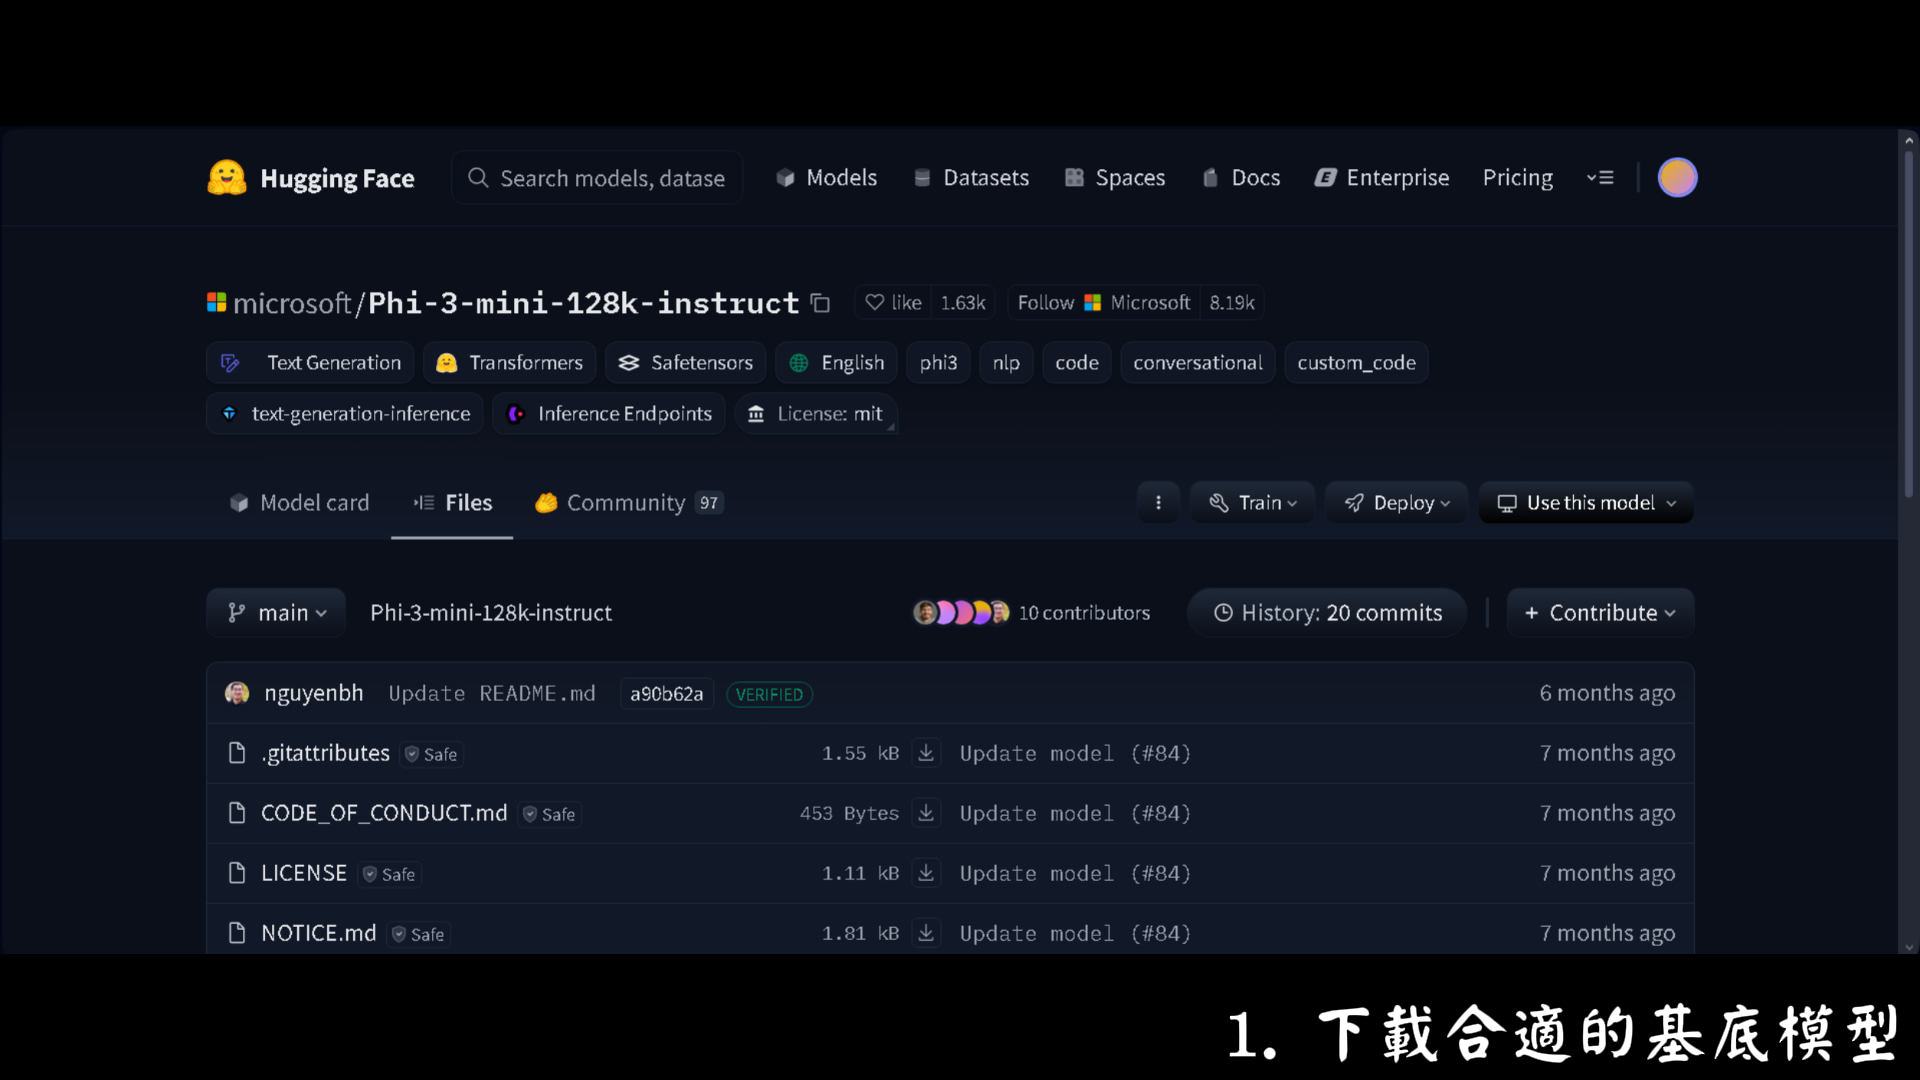 Hugging Face Search models, datase Models Datasets Spaces Docs Enterprise Pricing
microsoft/Phi-3-mini-128k-instruct like 1.63k Follow Microsoft 8.19k
Text Generation Transformers Safetensors English phi3 nlp code conversational custom_code
text-generation-inference Inference Endpoints License: mit
Model card Files Community 97 Train Deploy Use this model
main Phi-3-mini-128k-instruct 10 contributors History: 20 commits + Contribute
nguyenbh Update README.md a90b62a VERIFIED 6 months ago
.gitattributes Safe 1.55 kB Update model (#84) 7 months ago
CODE_OF_CONDUCT.md Safe 453 Bytes Update model (#84) 7 months ago
LICENSE Safe 1.11 kB Update model (#84) 7 months ago
NOTICE.md Safe 1.81 kB Update model (#84) 7 months ago
1. 下載合適的基底模型